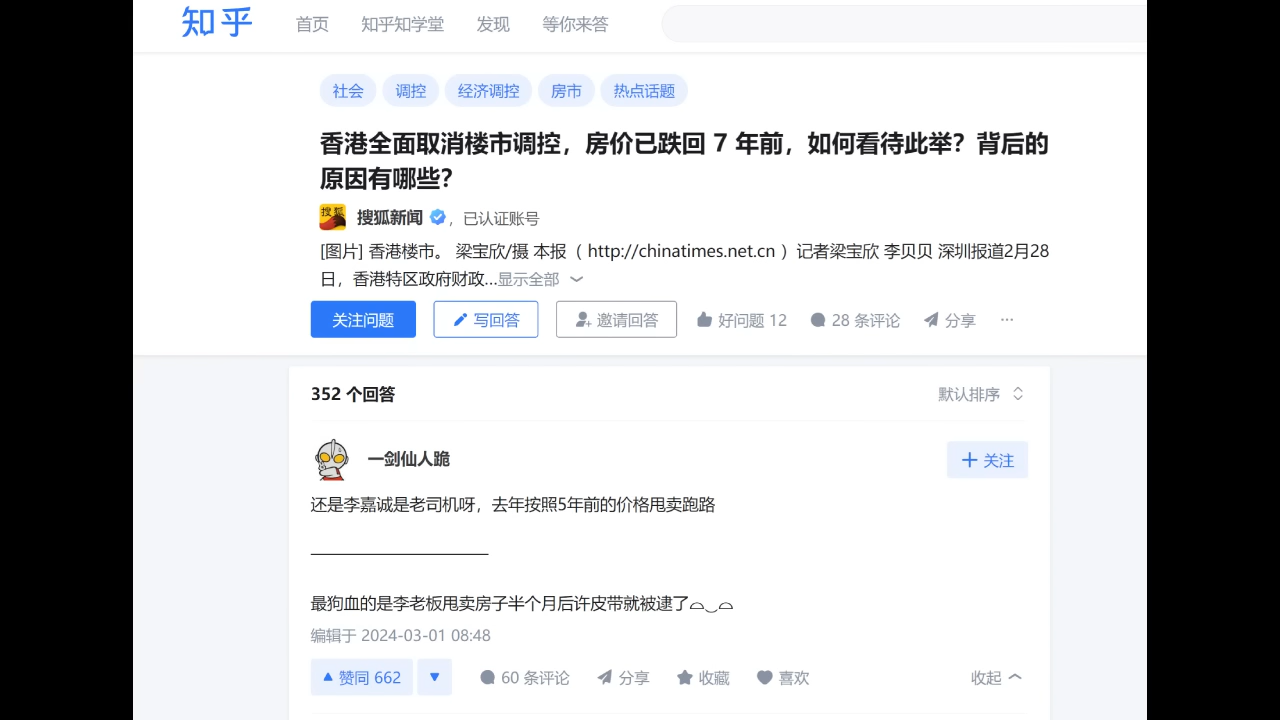 知乎 首页 知乎知学堂 发现 等你来答
社会 调控 经济调控 房市 热点话题
香港全面取消楼市调控，房价已跌回 7 年前，如何看待此举？背后的
原因有哪些？
搜狐 搜狐新闻 ，已认证账号
[图片] 香港楼市。 梁宝欣/摄 本报（ http://chinatimes.net.cn ）记者梁宝欣 李贝贝 深圳报道2月28
日，香港特区政府财政...显示全部
关注问题 写回答 邀请回答 好问题 12 28 条评论 分享 ···
352 个回答 默认排序
一剑仙人跪 + 关注
还是李嘉诚是老司机呀，去年按照5年前的价格甩卖跑路
最狗血的是李老板甩卖房子半个月后许皮带就被逮了⌓‿⌓
编辑于 2024-03-01 08:48
赞同 662 60 条评论 分享 收藏 喜欢 收起